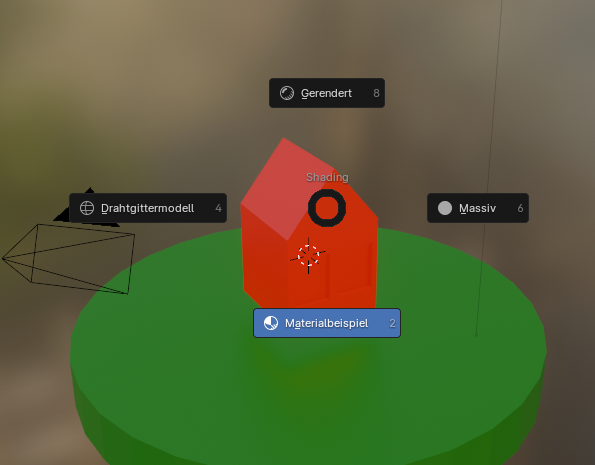 Gerendert 8
Shading
Drahtgittermodell 4
Massiv 6
Materialbeispiel 2